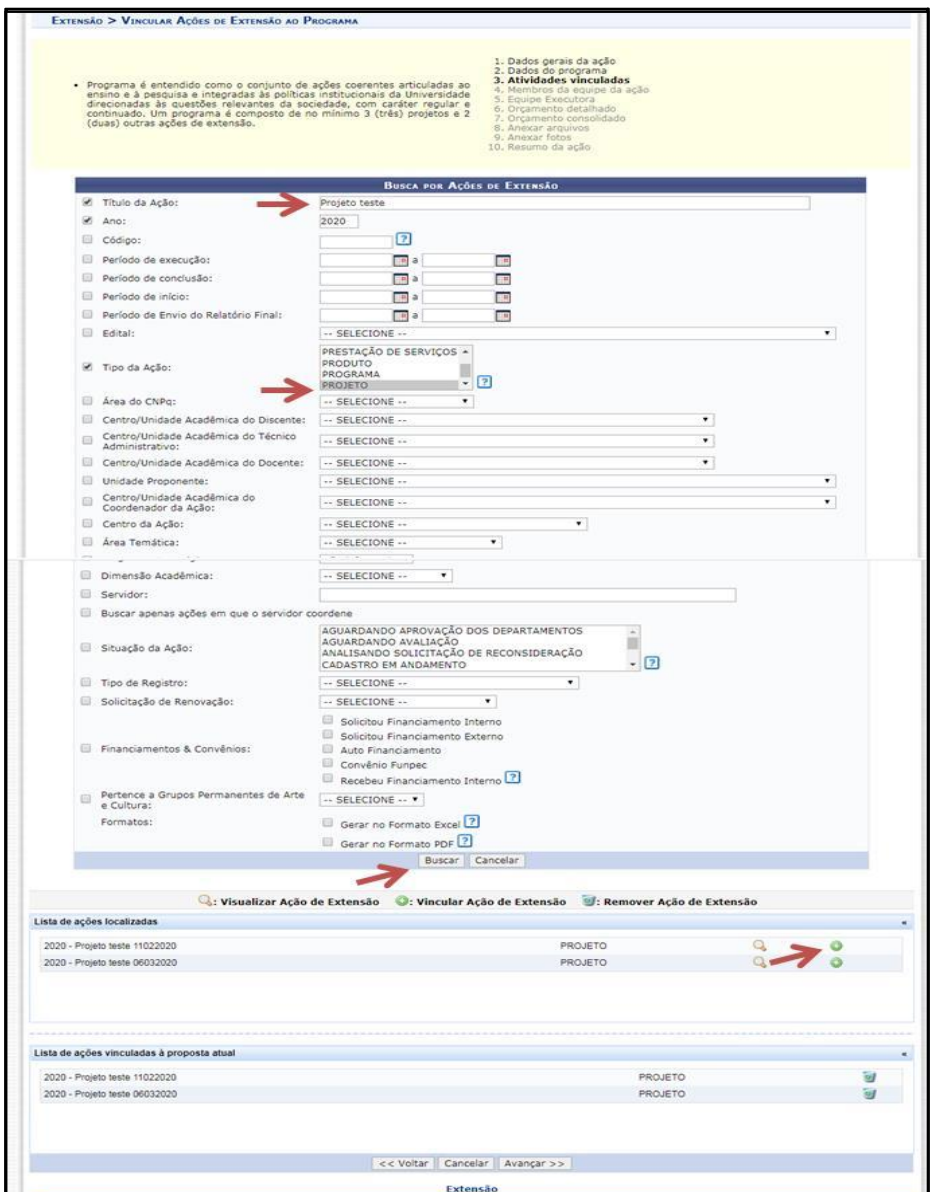 EXTENSÃO > VINCULAR AÇÕES DE EXTENSÃO AO PROGRAMA
• Programa é entendido como o conjunto de ações coerentes articuladas ao
ensino e à pesquisa e integradas às políticas institucionais da Universidade
direcionadas às questões relevantes da sociedade, com caráter regular e
continuado. Um programa é composto de no mínimo 3 (três) projetos e 2
(duas) outras ações de extensão.
1. Dados gerais da ação
2. Dados do programa
3. Atividades vinculadas
4. Membros da equipe da ação
5. Equipe Executora
6. Orçamento detalhado
7. Orçamento consolidado
8. Anexar arquivos
9. Anexar fotos
10. Resumo da ação
BUSCA POR AÇÕES DE EXTENSÃO
Título da Ação: Projeto teste
Ano: 2020
Código: ?
Período de execução: a
Período de conclusão: a
Período de início: a
Período de Envio do Relatório Final: a
Edital: -- SELECIONE --
Tipo da Ação:
PRESTAÇÃO DE SERVIÇOS
PRODUTO
PROGRAMA
PROJETO ?
Área do CNPq: -- SELECIONE --
Centro/Unidade Acadêmica do Discente: -- SELECIONE --
Centro/Unidade Acadêmica do Técnico
Administrativo: -- SELECIONE --
Centro/Unidade Acadêmica do Docente: -- SELECIONE --
Unidade Proponente: -- SELECIONE --
Centro/Unidade Acadêmica do
Coordenador da Ação: -- SELECIONE --
Centro da Ação: -- SELECIONE --
Área Temática: -- SELECIONE --
Dimensão Acadêmica: -- SELECIONE --
Servidor:
Buscar apenas ações em que o servidor coordene
Situação da Ação:
AGUARDANDO APROVAÇÃO DOS DEPARTAMENTOS
AGUARDANDO AVALIAÇÃO
ANALISANDO SOLICITAÇÃO DE RECONSIDERAÇÃO
CADASTRO EM ANDAMENTO ?
Tipo de Registro: -- SELECIONE --
Solicitação de Renovação: -- SELECIONE --
Financiamentos & Convênios:
Solicitou Financiamento Interno
Solicitou Financiamento Externo
Auto Financiamento
Convênio Funpec
Recebeu Financiamento Interno ?
Pertence a Grupos Permanentes de Arte
e Cultura: -- SELECIONE --
Formatos:
Gerar no Formato Excel ?
Gerar no Formato PDF ?
Buscar Cancelar
: Visualizar Ação de Extensão : Vincular Ação de Extensão : Remover Ação de Extensão
Lista de ações localizadas «
2020 - Projeto teste 11022020 PROJETO
2020 - Projeto teste 06032020 PROJETO
Lista de ações vinculadas à proposta atual «
2020 - Projeto teste 11022020 PROJETO
2020 - Projeto teste 06032020 PROJETO
<< Voltar Cancelar Avançar >>
Extensão